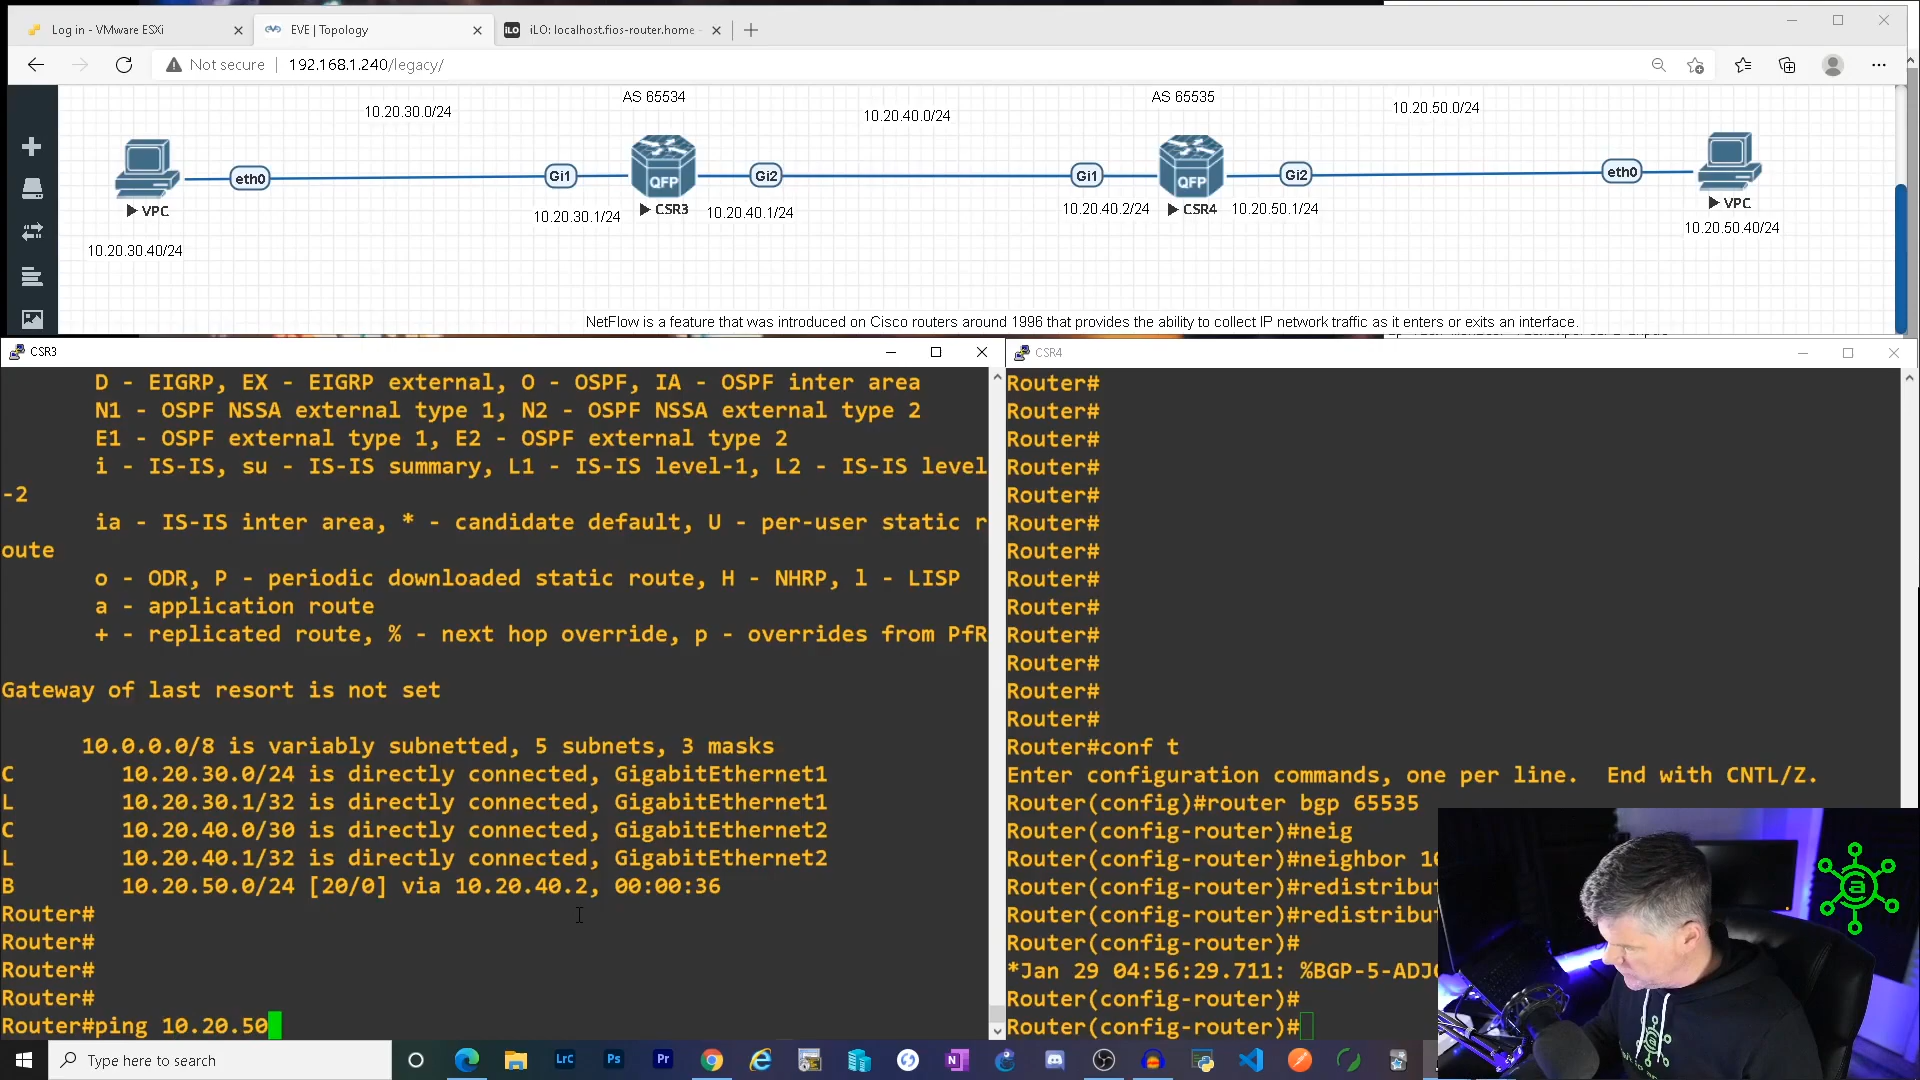 Log in - VMware ESXi
EVE | Topology
iLO: localhost.fios-router.home -
Not secure
192.168.1.240/legacy/
AS 65534
AS 65535
10.20.30.0/24
10.20.40.0/24
10.20.50.0/24
eth0
Gi1
QFP
Gi2
Gi1
QFP
Gi2
eth0
VPC
CSR3
CSR4
VPC
10.20.30.1/24
10.20.40.1/24
10.20.40.2/24
10.20.50.1/24
10.20.30.40/24
10.20.50.40/24
NetFlow is a feature that was introduced on Cisco routers around 1996 that provides the ability to collect IP network traffic as it enters or exits an interface.
CSR3
D - EIGRP, EX - EIGRP external, O - OSPF, IA - OSPF inter area
N1 - OSPF NSSA external type 1, N2 - OSPF NSSA external type 2
E1 - OSPF external type 1, E2 - OSPF external type 2
i - IS-IS, su - IS-IS summary, L1 - IS-IS level-1, L2 - IS-IS level
-2
ia - IS-IS inter area, * - candidate default, U - per-user static r
oute
o - ODR, P - periodic downloaded static route, H - NHRP, l - LISP
a - application route
+ - replicated route, % - next hop override, p - overrides from PfR
Gateway of last resort is not set
10.0.0.0/8 is variably subnetted, 5 subnets, 3 masks
C 10.20.30.0/24 is directly connected, GigabitEthernet1
L 10.20.30.1/32 is directly connected, GigabitEthernet1
C 10.20.40.0/30 is directly connected, GigabitEthernet2
L 10.20.40.1/32 is directly connected, GigabitEthernet2
B 10.20.50.0/24 [20/0] via 10.20.40.2, 00:00:36
Router#
Router#
Router#
Router#
Router#ping 10.20.50
CSR4
Router#
Router#
Router#
Router#
Router#
Router#
Router#
Router#
Router#
Router#
Router#
Router#
Router#
Router#conf t
Enter configuration commands, one per line. End with CNTL/Z.
Router(config)#router bgp 65535
Router(config-router)#neig
Router(config-router)#neighbor 1
Router(config-router)#redistribut
Router(config-router)#redistribut
Router(config-router)#
*Jan 29 04:56:29.711: %BGP-5-ADJ
Router(config-router)#
Router(config-router)#
a
Type here to search
LrC
Ps
Pr